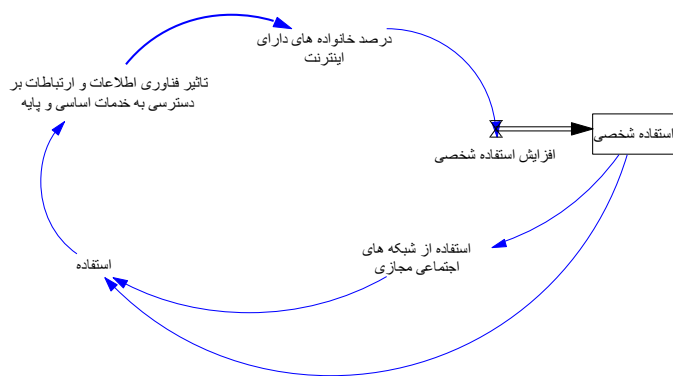 درصد خانواده های دارای
اینترنت
تاثیر فناوری اطلاعات و ارتباطات بر
دسترسی به خدمات اساسی و پایه
استفاده شخصی
افزایش استفاده شخصی
استفاده از شبکه های
اجتماعی مجازی
استفاده